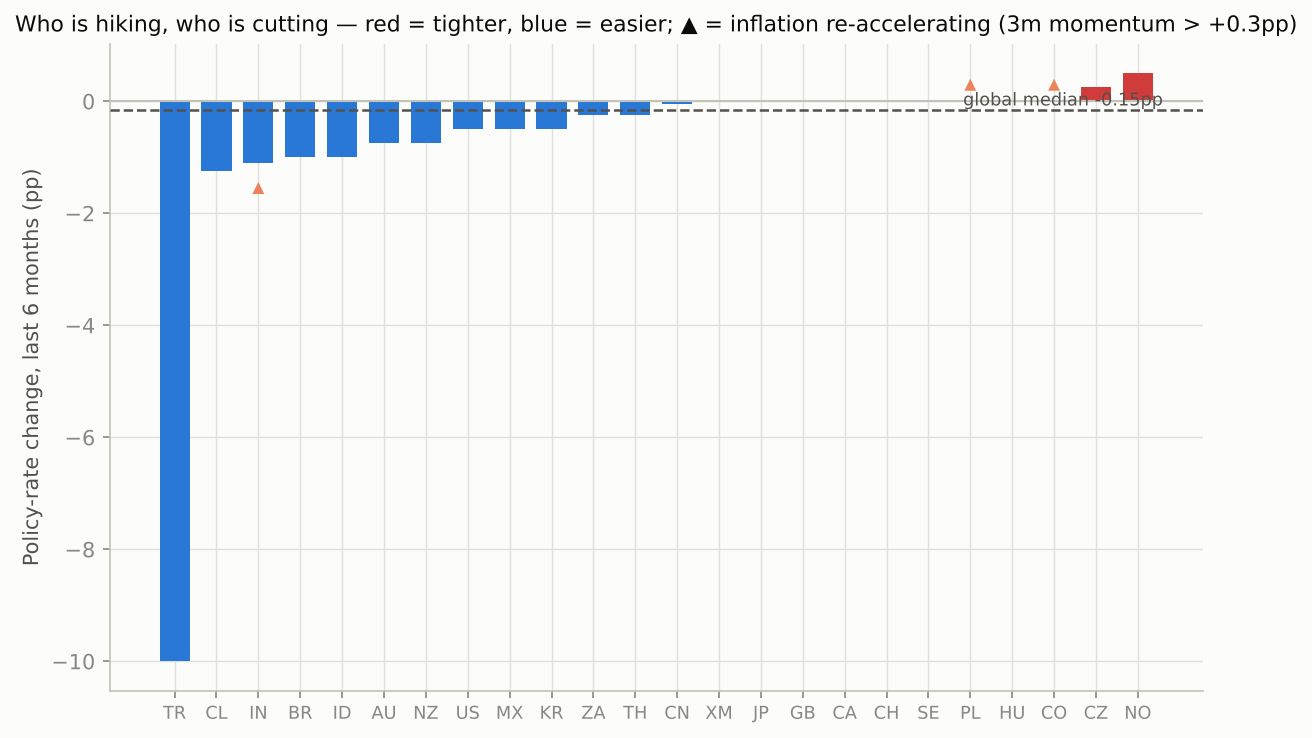 Who is hiking, who is cutting — red = tighter, blue = easier; ▲ = inflation re-accelerating (3m momentum > +0.3pp)
Policy-rate change, last 6 months (pp)
0
−2
−4
−6
−8
−10
global median -0.15pp
TR CL IN BR ID AU NZ US MX KR ZA TH CN XM JP GB CA CH SE PL HU CO CZ NO